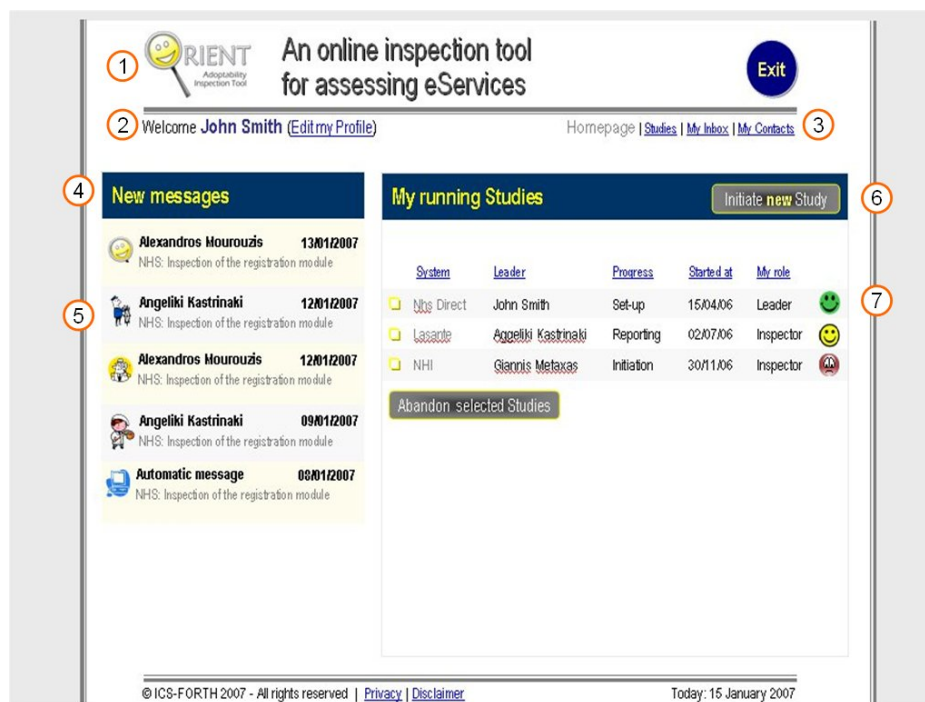 1
ORIENT
Adoptability
Inspection Tool
An online inspection tool
for assessing eServices
Exit
2
Welcome John Smith (Edit my Profile)
Homepage | Studies | My Inbox | My Contacts
3
4
New messages
Alexandros Mourouzis 13/01/2007
NHS: Inspection of the registration module
5
Angeliki Kastrinaki 12/01/2007
NHS: Inspection of the registration module
Alexandros Mourouzis 12/01/2007
NHS: Inspection of the registration module
Angeliki Kastrinaki 09/01/2007
NHS: Inspection of the registration module
Automatic message 08/01/2007
NHS: Inspection of the registration module
My running Studies
Initiate new Study
6
System Leader Progress Started at My role
Nhs Direct John Smith Set-up 15/04/06 Leader
7
Lasante Aggeliki Kastrinaki Reporting 02/07/06 Inspector
NHI Giannis Metaxas Initiation 30/11/06 Inspector
Abandon selected Studies
© ICS-FORTH 2007 - All rights reserved | Privacy | Disclaimer
Today: 15 January 2007